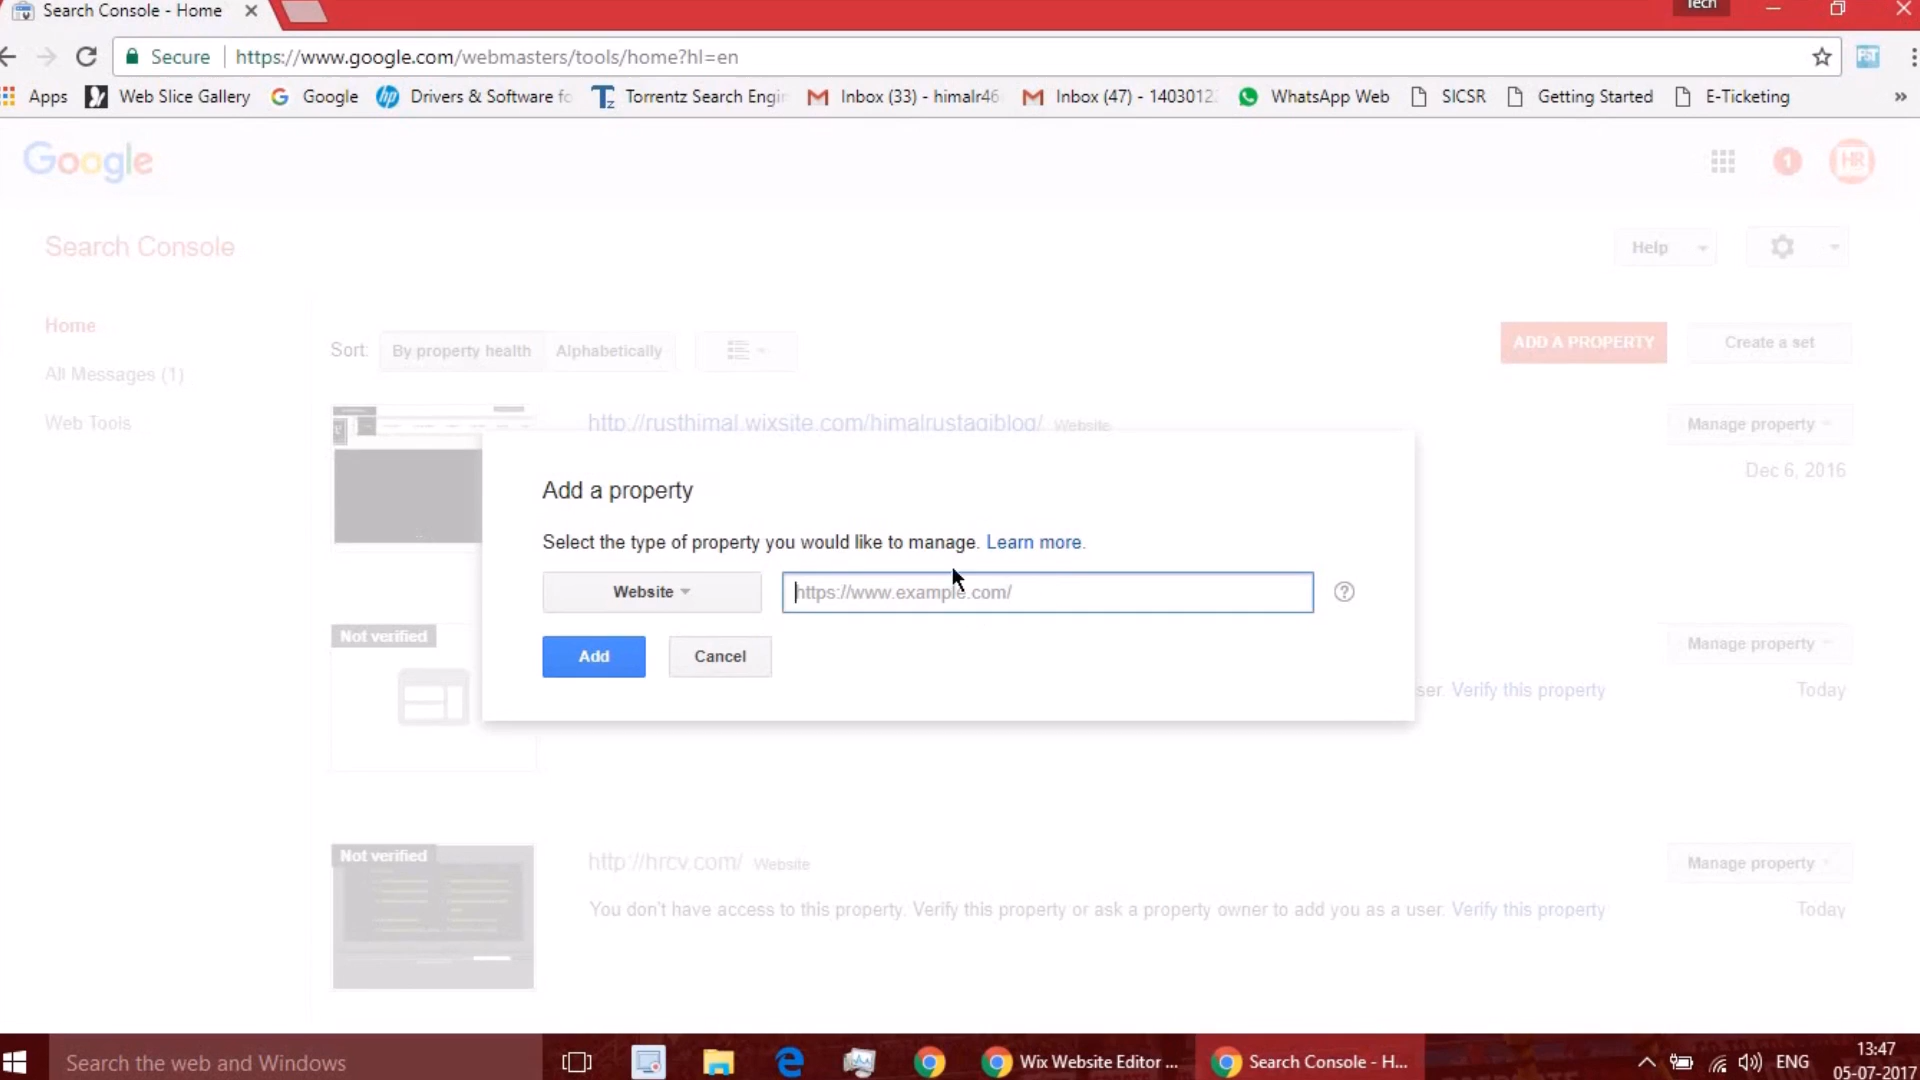 Search Console - Home
Tech
Secure
https://www.google.com/webmasters/tools/home?hl=en
Apps
Web Slice Gallery
Google
Drivers & Software fo
Torrentz Search Engi
Inbox (33) - himalr46
Inbox (47) - 1403012
WhatsApp Web
SICSR
Getting Started
E-Ticketing
»
Google
1
HR
Search Console
Help
Home
All Messages (1)
Web Tools
Sort:
By property health
Alphabetically
ADD A PROPERTY
Create a set
http://rusthimal.wixsite.com/himalrustagiblog/ Website
Manage property
Dec 6, 2016
Add a property
Select the type of property you would like to manage. Learn more.
Website
https://www.example.com/
?
Add
Cancel
Not verified
Manage property
ser. Verify this property
Today
Not verified
http://hrcv.com/ Website
Manage property
You don't have access to this property. Verify this property or ask a property owner to add you as a user. Verify this property
Today
Search the web and Windows
Wix Website Editor ...
Search Console - H...
ENG
13:47
05-07-2017